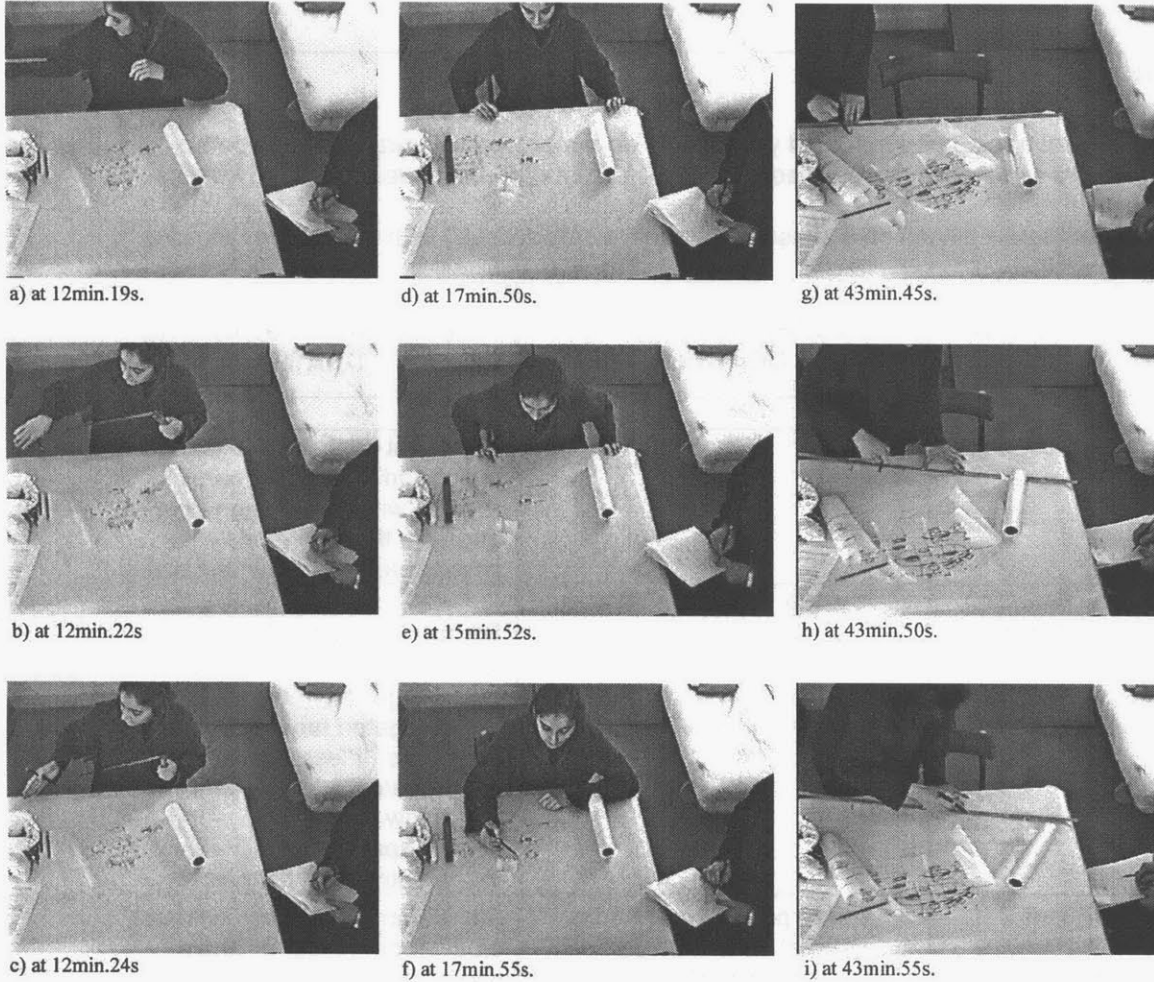 a) at 12min.19s.
d) at 17min.50s.
g) at 43min.45s.
b) at 12min.22s
e) at 15min.52s.
h) at 43min.50s.
c) at 12min.24s
f) at 17min.55s.
i) at 43min.55s.